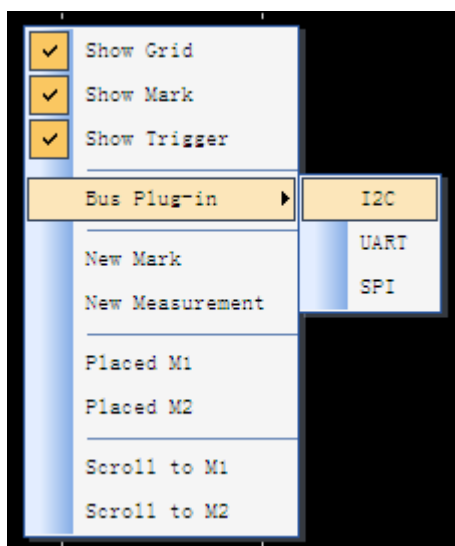 Show Grid
Show Mark
Show Trigger
Bus Plug-in
I2C
UART
SPI
New Mark
New Measurement
Placed M1
Placed M2
Scroll to M1
Scroll to M2